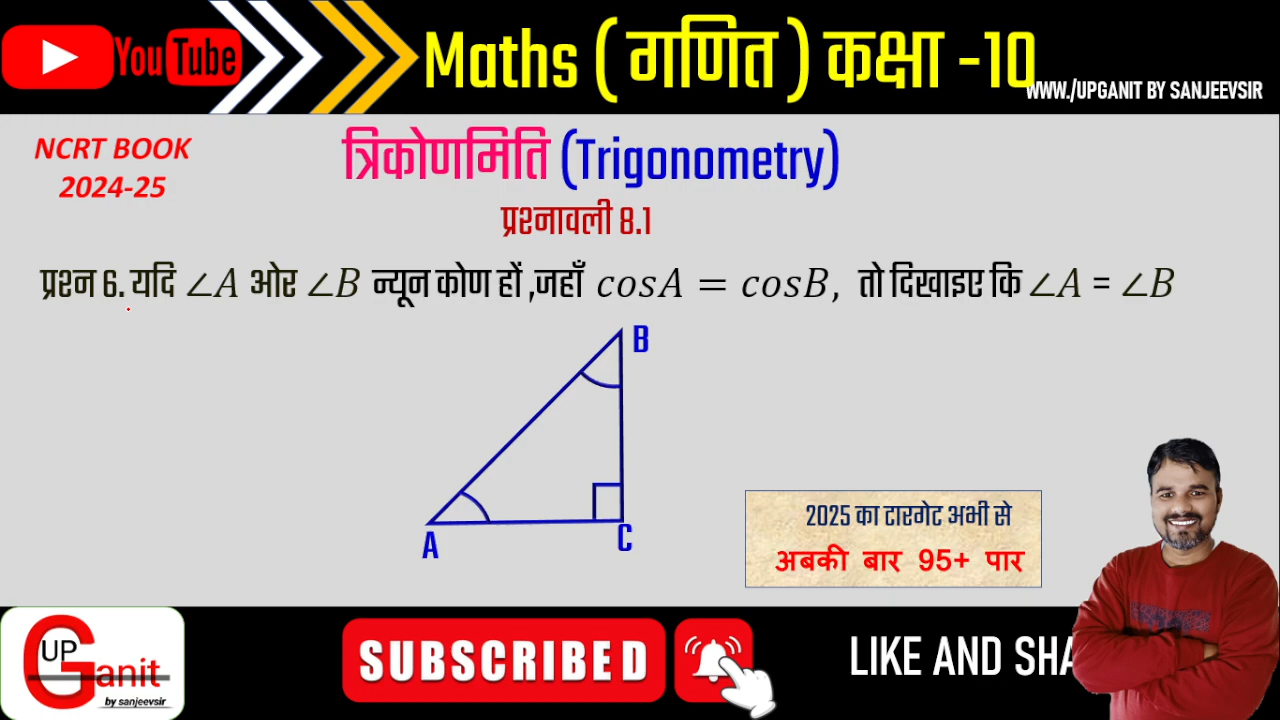 YouTube
Maths ( गणित ) कक्षा -10
WWW./UPGANIT BY SANJEEVSIR
NCRT BOOK
2024-25
त्रिकोणमिति (Trigonometry)
प्रश्नावली 8.1
प्रश्न 6. यदि ∠A ओर ∠B न्यून कोण हों ,जहाँ cosA = cosB, तो दिखाइए कि ∠A = ∠B
B
A
C
2025 का टारगेट अभी से
अबकी बार 95+ पार
UP
Ganit
by sanjeevsir
SUBSCRIBED
LIKE AND SHA